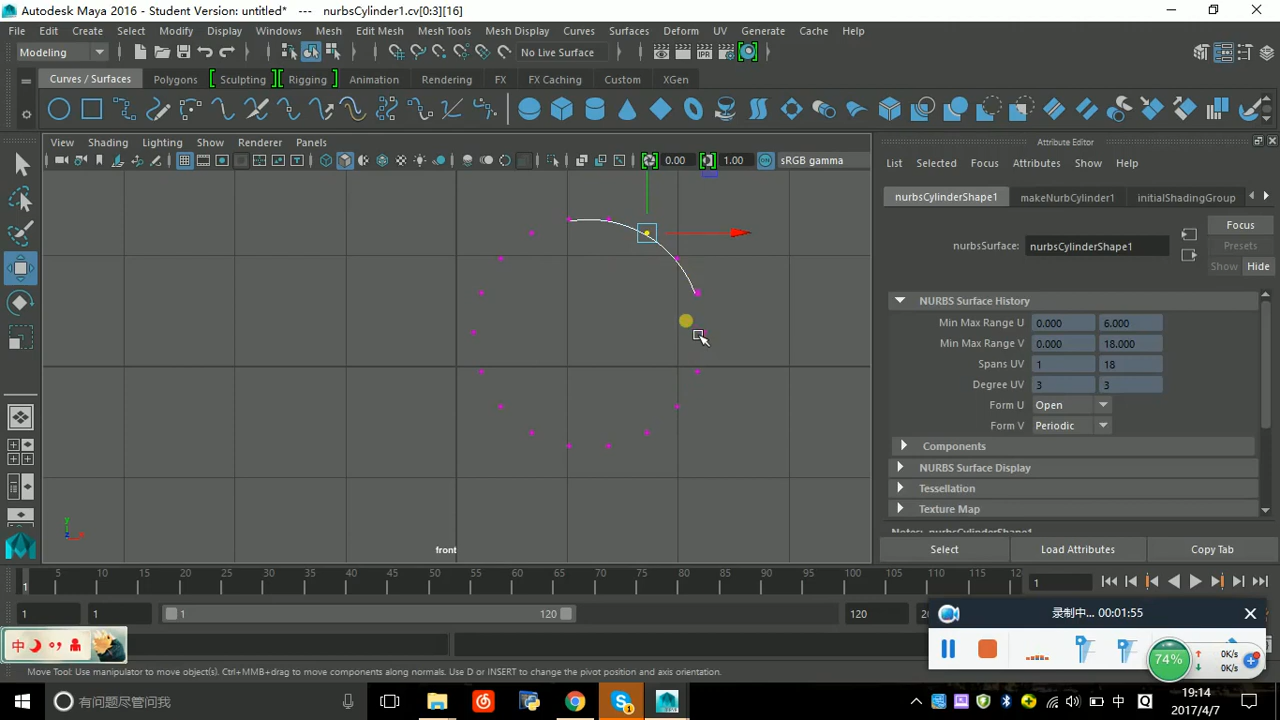 Autodesk Maya 2016 - Student Version: untitled*   ---   nurbsCylinder1.cv[0:3][16]
File Edit Create Select Modify Display Windows Mesh Edit Mesh Mesh Tools Mesh Display Curves Surfaces Deform UV Generate Cache Help
Modeling No Live Surface
Curves / Surfaces Polygons Sculpting Rigging Animation Rendering FX FX Caching Custom XGen
View Shading Lighting Show Renderer Panels
0.00 1.00 sRGB gamma
Attribute Editor
List Selected Focus Attributes Show Help
nurbsCylinderShape1 makeNurbCylinder1 initialShadingGroup
Focus
nurbsSurface: nurbsCylinderShape1 Presets
Show Hide
NURBS Surface History
Min Max Range U 0.000 6.000
Min Max Range V 0.000 18.000
Spans UV 1 18
Degree UV 3 3
Form U Open
Form V Periodic
Components
NURBS Surface Display
Tessellation
Texture Map
Notes: nurbsCylinderShape1
Select Load Attributes Copy Tab
y
front
1 5 10 15 20 25 30 35 40 45 50 55 60 65 70 75 80 85 90 95 100 105 110 115 12 1
1 1 1 120 120
录制中... 00:01:55
中
74% 0K/s
0K/s
Move Tool: Use manipulator to move object(s). Ctrl+MMB+drag to move components along normals. Use D or INSERT to change the pivot position and axis orientation.
有问题尽管问我
中 Q
19:14
2017/4/7